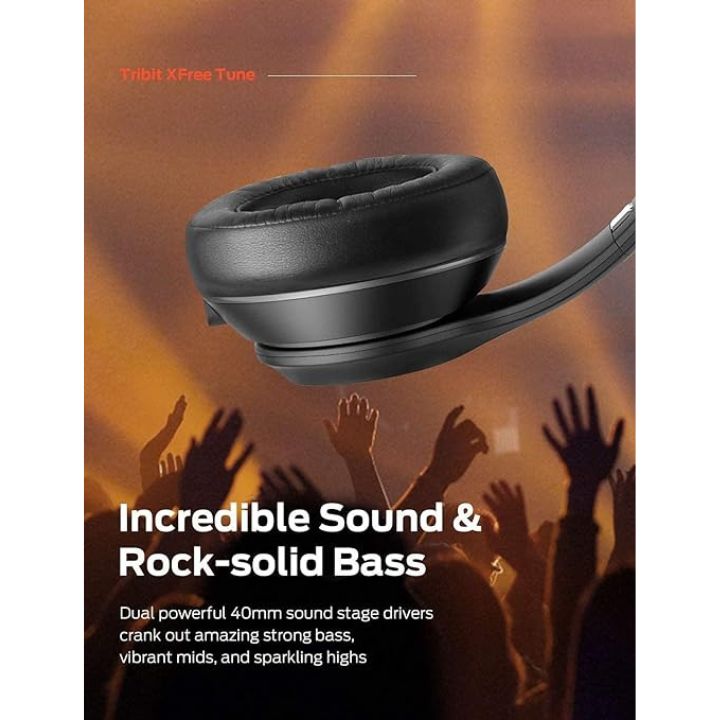 Tribit XFree Tune
Incredible Sound &
Rock-solid Bass
Dual powerful 40mm sound stage drivers
crank out amazing strong bass,
vibrant mids, and sparkling highs